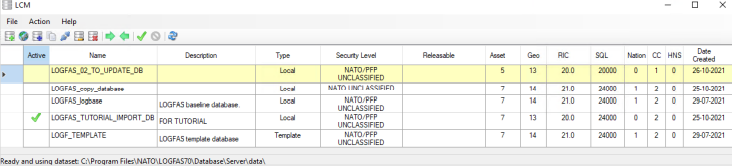 LCM
File Action Help
Active Name Description Type Security Level Releasable Asset Geo RIC SQL Nation CC HNS Date Created
LOGFAS_02_TO_UPDATE_DB Local NATO/PFP UNCLASSIFIED 5 13 20.0 20000 0 1 0 26-10-2021
LOGFAS_copy_database Local NATO UNCLASSIFIED 7 14 21.0 24000 1 2 0 25-10-2021
LOGFAS_logbase LOGFAS baseline database. Local NATO/PFP UNCLASSIFIED 7 14 21.0 24000 1 2 0 29-07-2021
LOGFAS_TUTORIAL_IMPORT_DB FOR TUTORIAL Local NATO/PFP UNCLASSIFIED 7 13 20.0 24000 0 2 0 25-10-2021
LOGF_TEMPLATE LOGFAS template database Template NATO/PFP UNCLASSIFIED 7 14 21.0 24000 1 2 0 29-07-2021
Ready and using dataset: C:\Program Files\NATO\LOGFAS70\Database\Server\data\